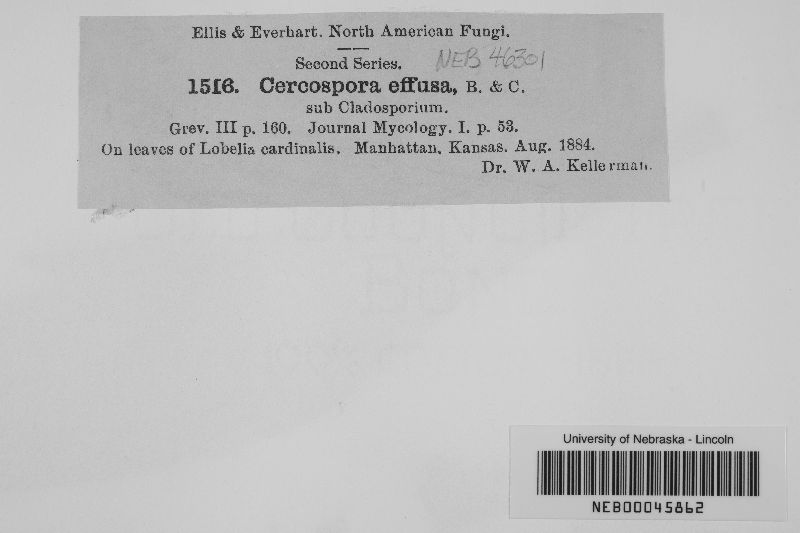 Ellis & Everhart. North American Fungi.
Second Series. NEB 46301
1516. Cercospora effusa, B. & C.
sub Cladosporium.
Grev. III p. 160. Journal Mycology. I. p. 53.
On leaves of Lobelia cardinalis. Manhattan, Kansas. Aug. 1884.
Dr. W. A. Kellerman.
University of Nebraska - Lincoln
NEB00045862